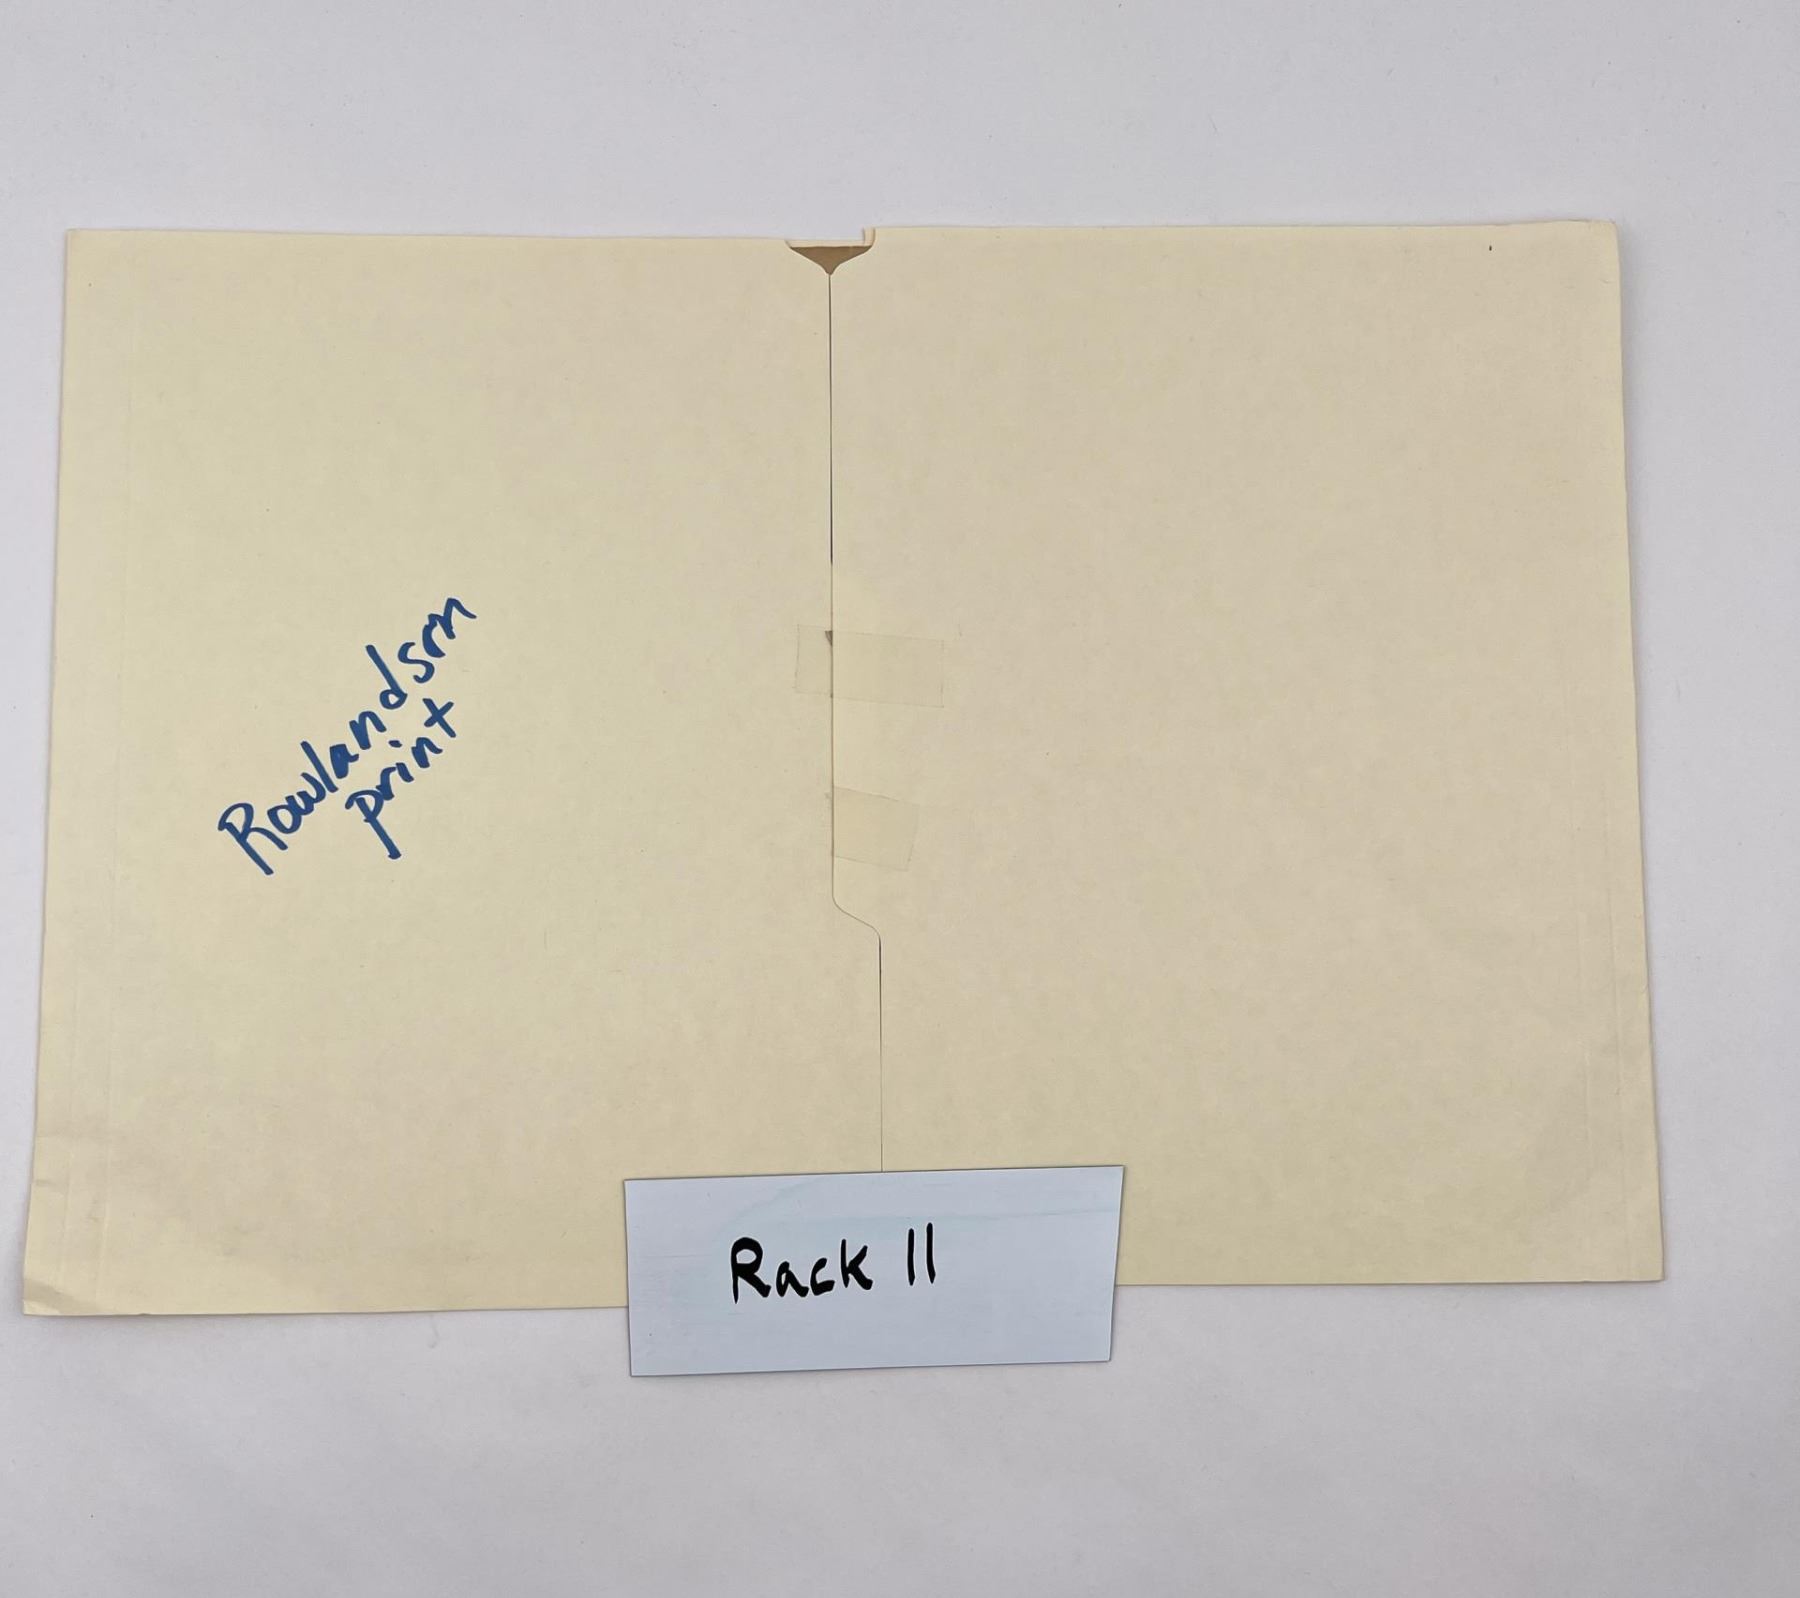 Rowlandson
print
Rack 11